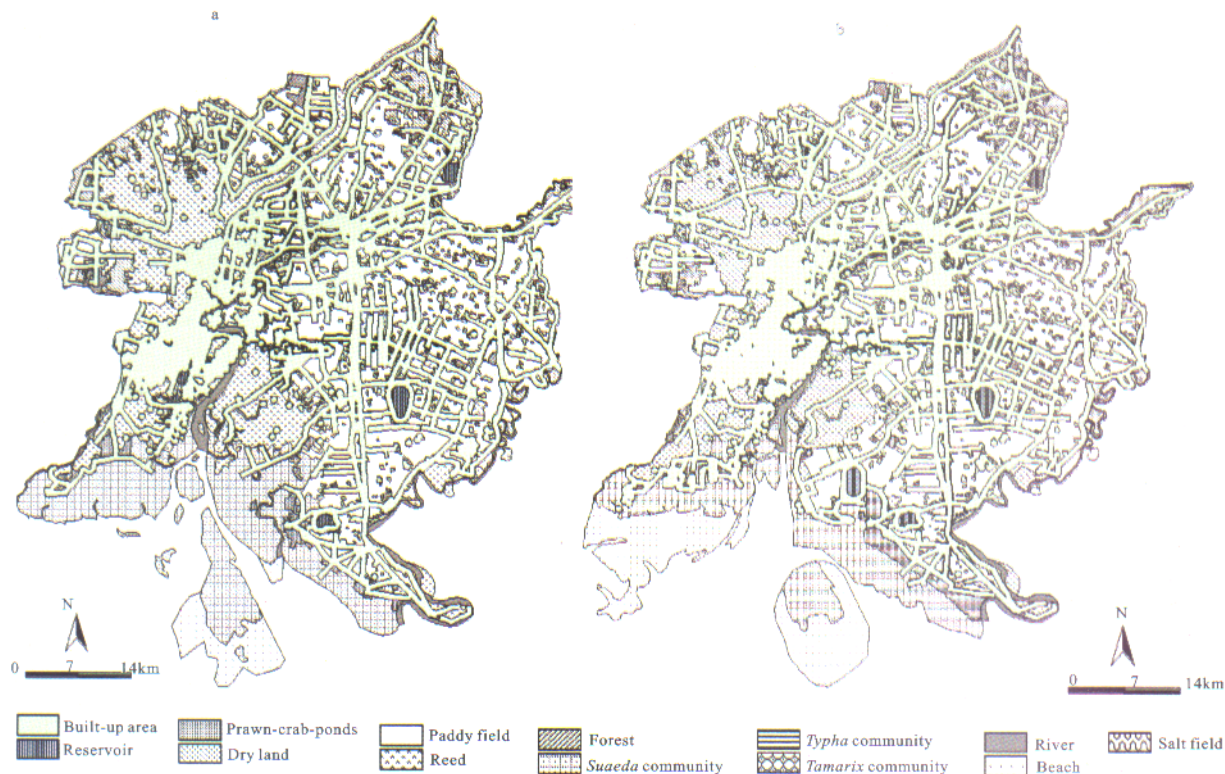 a
b
N
0 7 14km
N
0 7 14km
Built-up area
Reservoir
Prawn-crab-ponds
Dry land
Paddy field
Reed
Forest
Suaeda community
Typha community
Tamarix community
River
Beach
Salt field